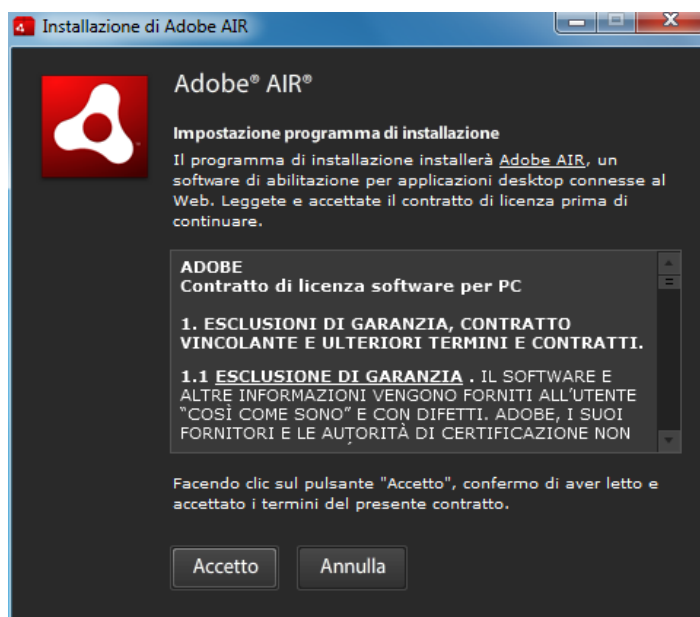 Installazione di Adobe AIR
Adobe® AIR®
Impostazione programma di installazione
Il programma di installazione installerà Adobe AIR, un
software di abilitazione per applicazioni desktop connesse al
Web. Leggete e accettate il contratto di licenza prima di
continuare.
ADOBE
Contratto di licenza software per PC
1. ESCLUSIONI DI GARANZIA, CONTRATTO
VINCOLANTE E ULTERIORI TERMINI E CONTRATTI.
1.1 ESCLUSIONE DI GARANZIA . IL SOFTWARE E
ALTRE INFORMAZIONI VENGONO FORNITI ALL'UTENTE
“COSÌ COME SONO” E CON DIFETTI. ADOBE, I SUOI
FORNITORI E LE AUTORITÀ DI CERTIFICAZIONE NON
Facendo clic sul pulsante "Accetto", confermo di aver letto e
accettato i termini del presente contratto.
Accetto
Annulla